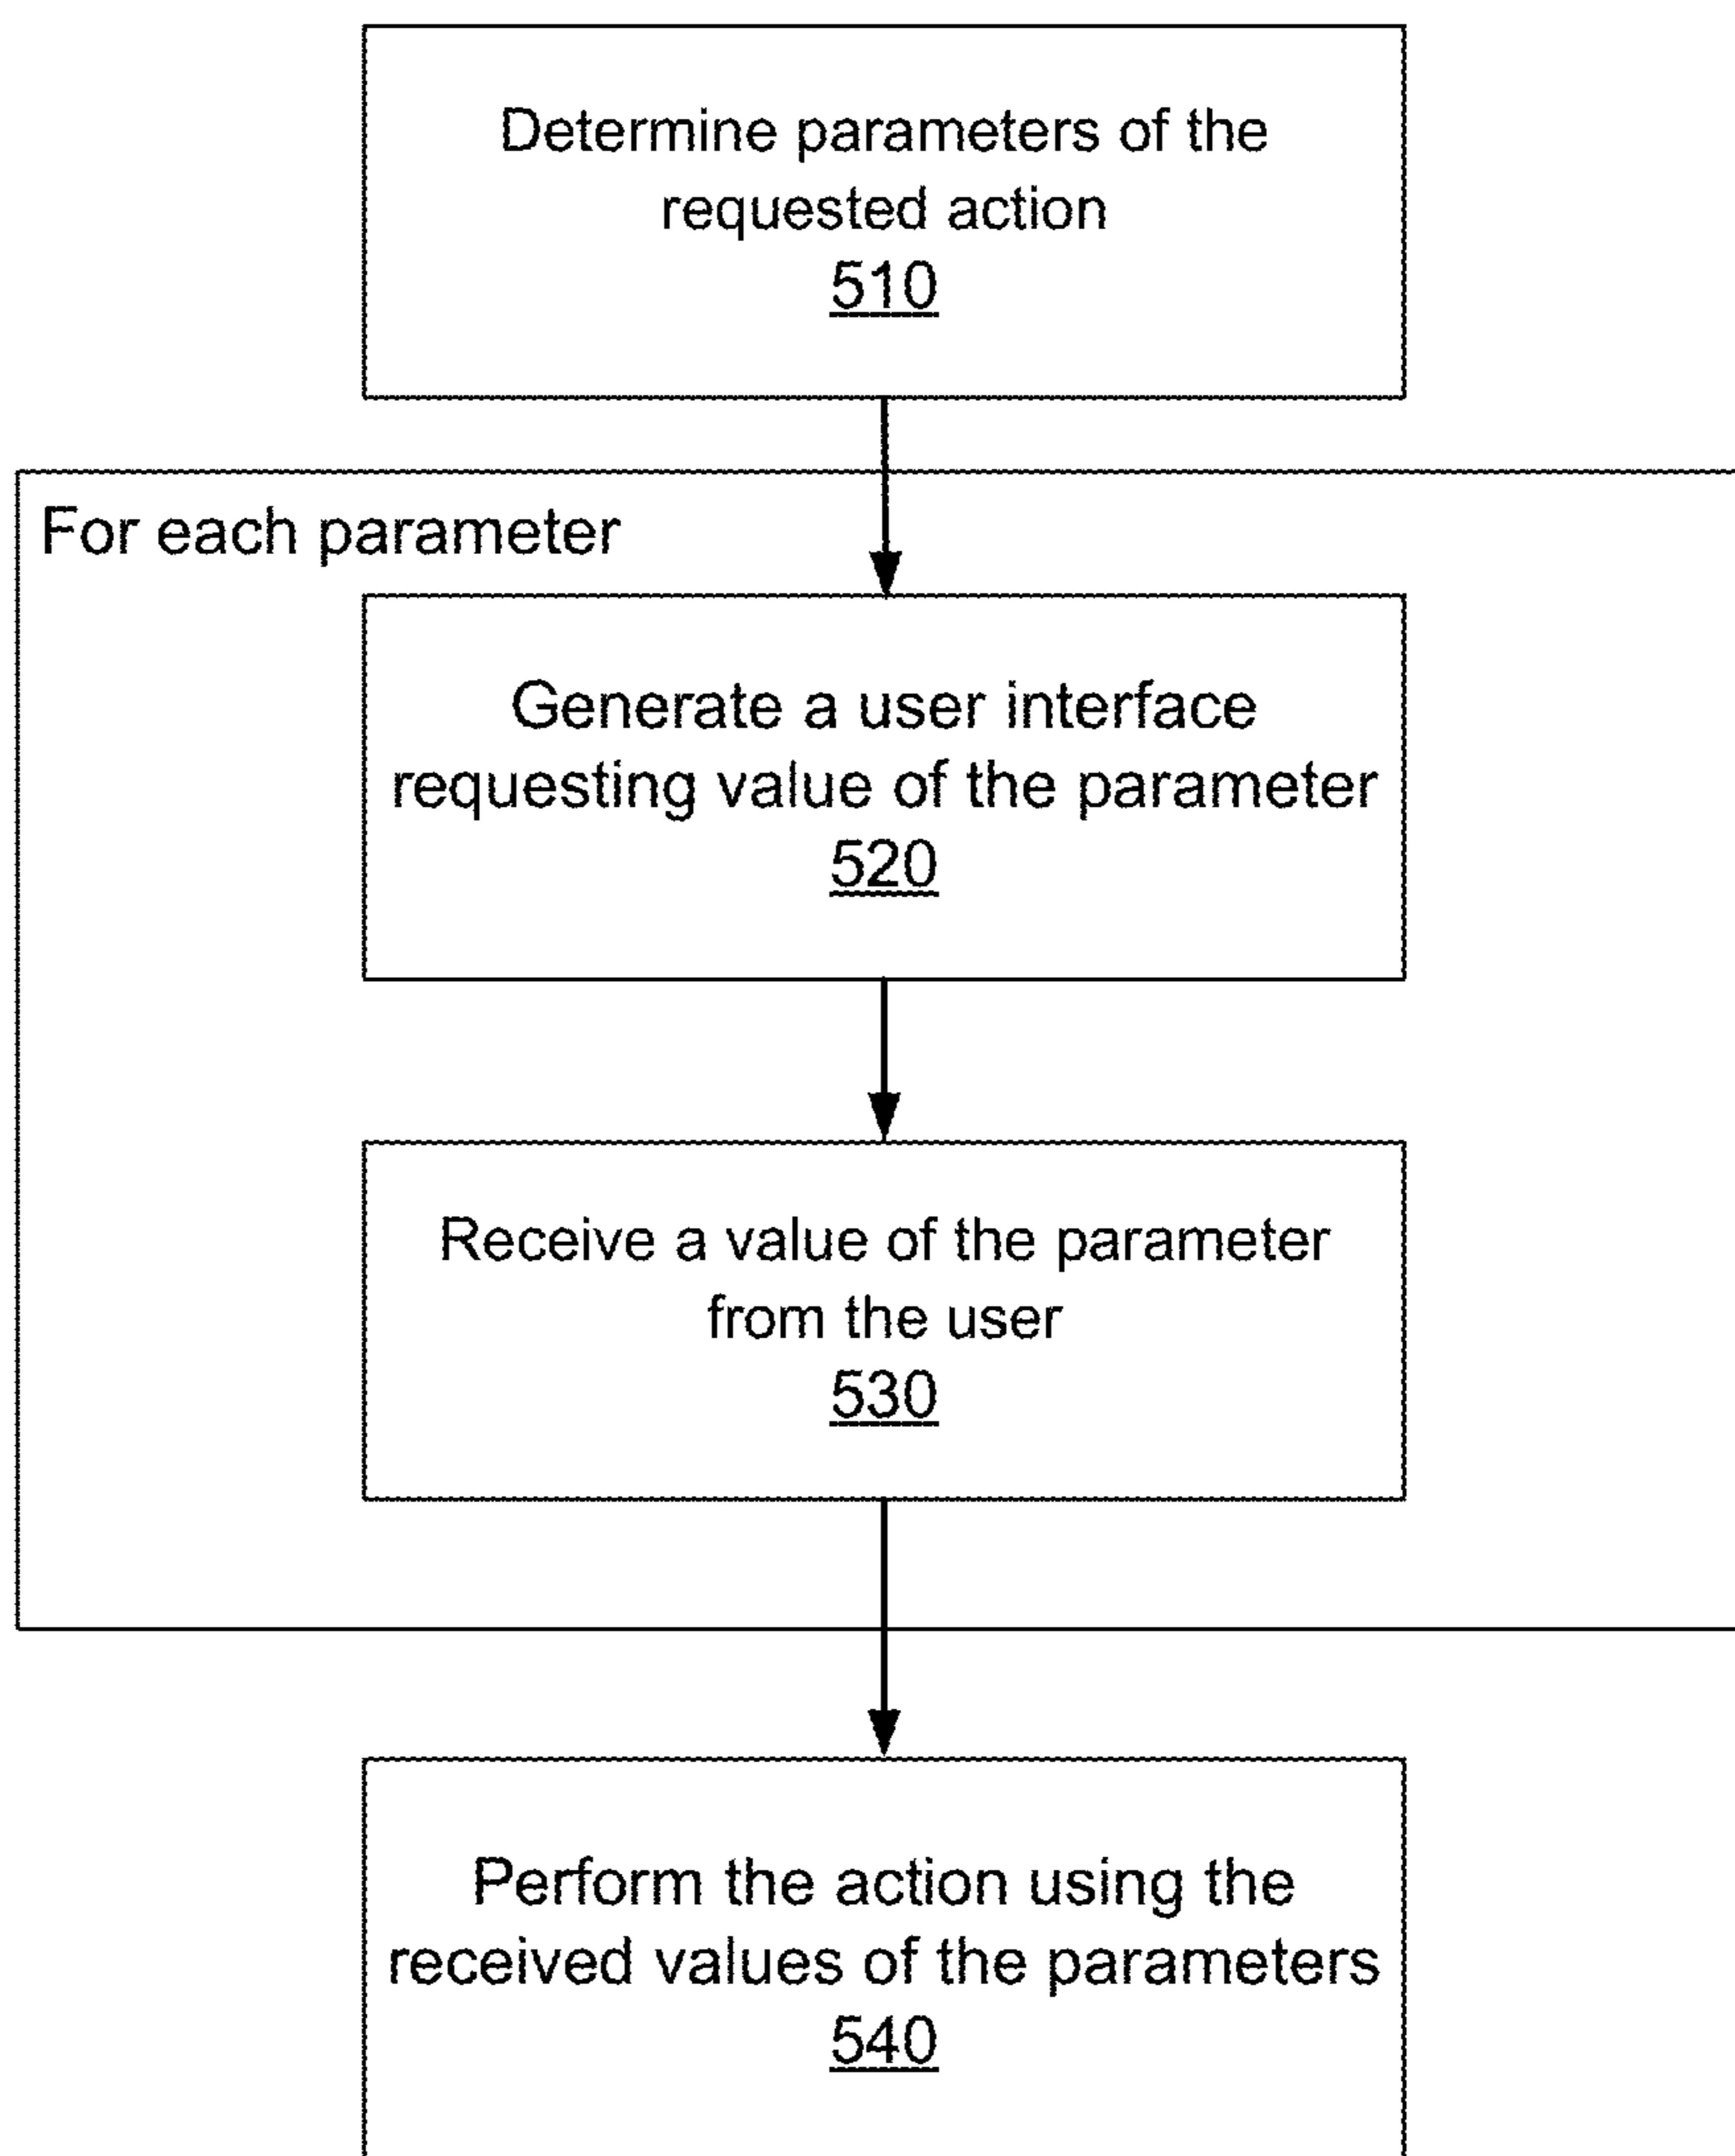 Determine parameters of the
requested action
510
For each parameter
Generate a user interface
requesting value of the parameter
520
Receive a value of the parameter
from the user
530
Perform the action using the
received values of the parameters
540